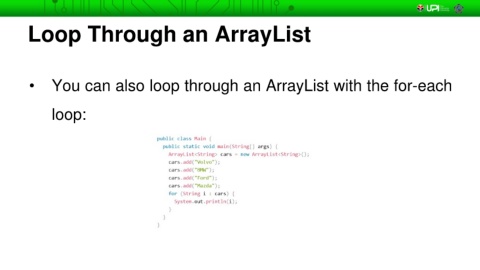 UPI
Loop Through an ArrayList
• You can also loop through an ArrayList with the for-each
loop:
public class Main {
public static void main(String[] args) {
ArrayList<String> cars = new ArrayList<String>();
cars.add("Volvo");
cars.add("BMW");
cars.add("Ford");
cars.add("Mazda");
for (String i : cars) {
System.out.println(i);
}
}
}